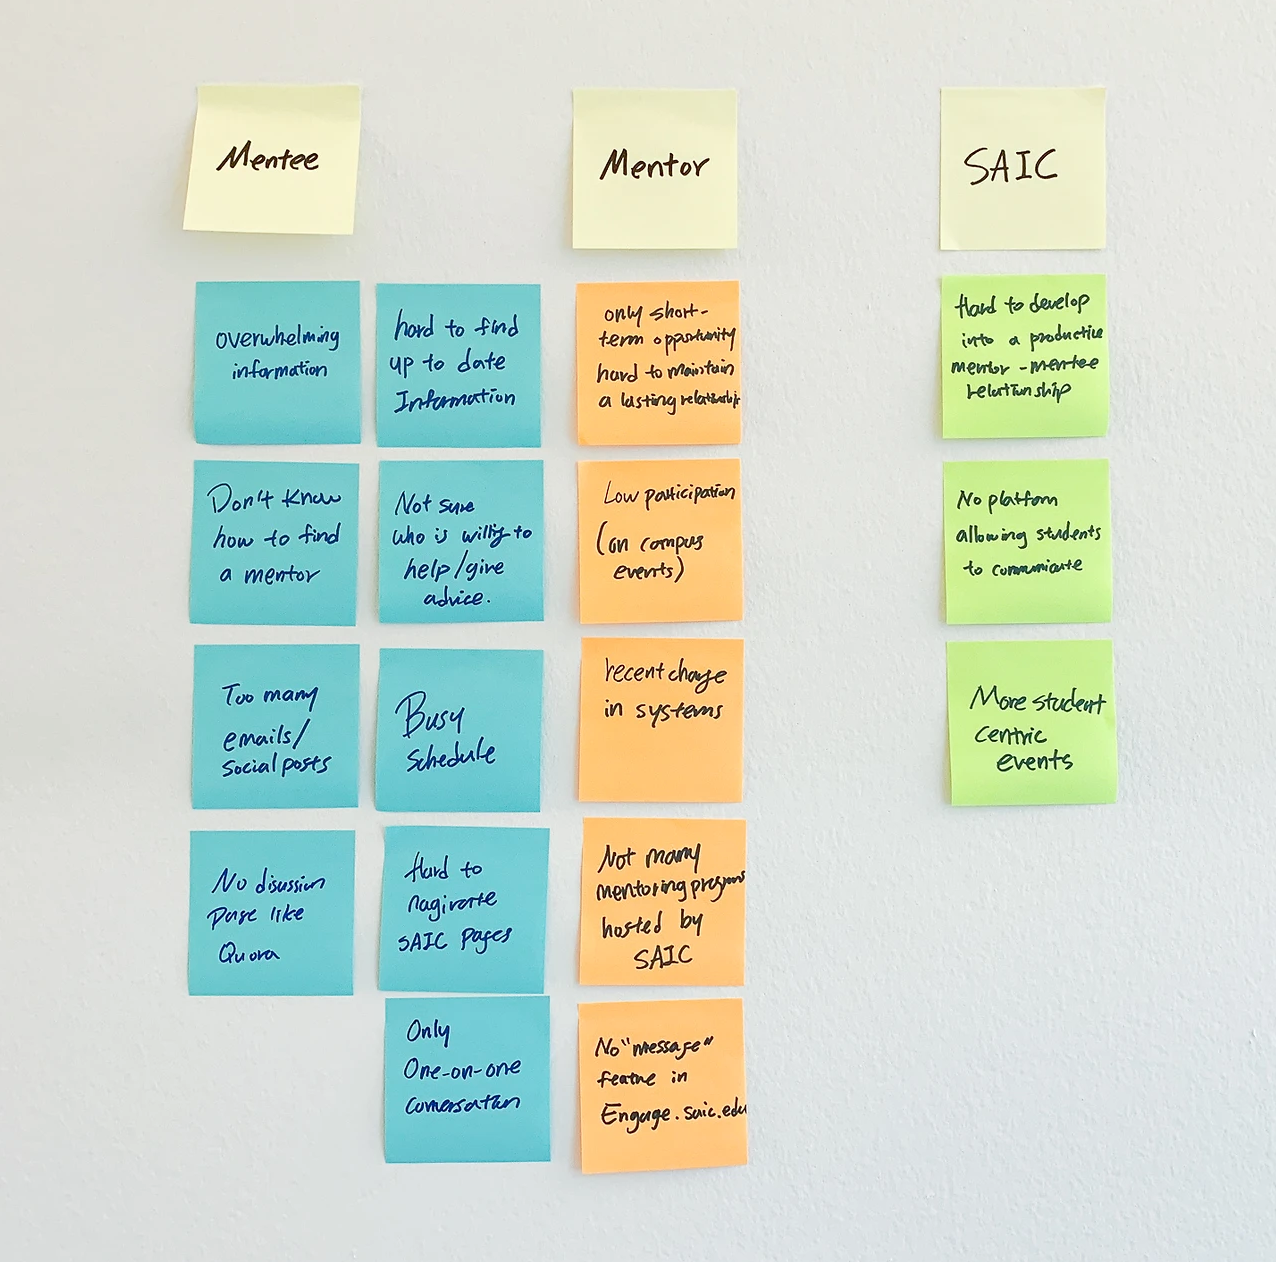 Mentee
Mentor
SAIC
overwhelming
information
hard to find
up to date
Information
Don't know
how to find
a mentor
Not sure
who is willing to
help/give
advice.
Too many
emails/
Social posts
Busy
Schedule
No disussion
page like
Quora
Hard to
nagivate
SAIC pages
Only
One-on-one
conversation
only short-
term opportunity
hard to maintain
a lasting relationship
Low participation
(on campus
events)
recent change
in systems
Not many
mentoring programs
hosted by
SAIC
No "message"
feature in
Engage.saic.edu
Hard to develop
into a productive
mentor-mentee
relationship
No platform
allowing students
to communicate
More student
centric
events